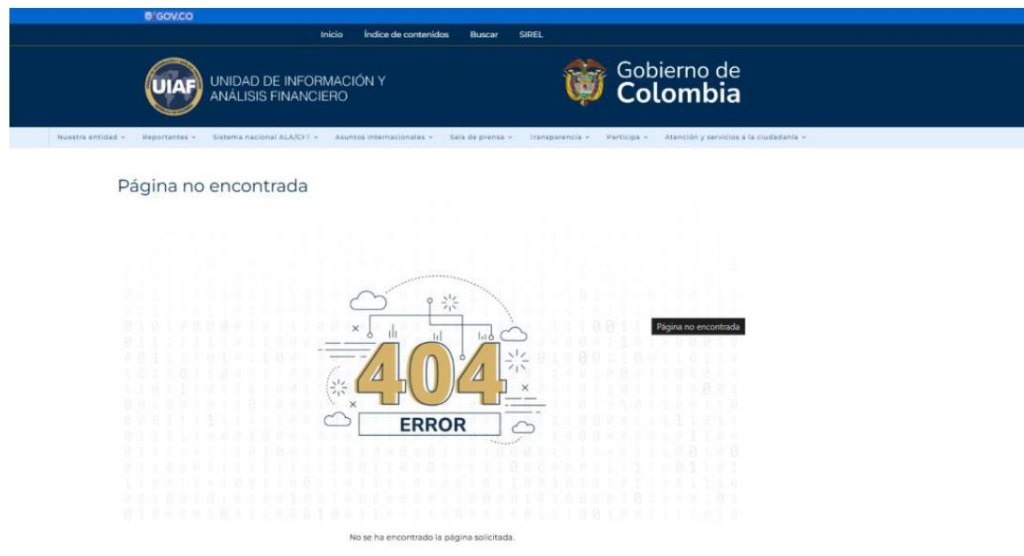 GOV.CO
Inicio Índice de contenidos Buscar SIREL
UIAF
UNIDAD DE INFORMACIÓN Y
ANÁLISIS FINANCIERO
Gobierno de
Colombia
Nuestra entidad Reportantes Sistema nacional ALA/CFT Asuntos internacionales Sala de prensa Transparencia Participa Atención y servicios a la ciudadanía
Página no encontrada
Página no encontrada
404
ERROR
No se ha encontrado la página solicitada.